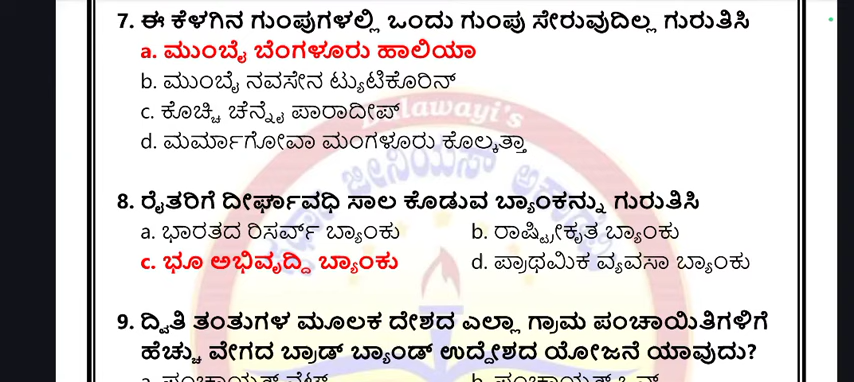 7. ಈ ಕೆಳಗಿನ ಗುಂಪುಗಳಲ್ಲಿ ಒಂದು ಗುಂಪು ಸೇರುವುದಿಲ್ಲ ಗುರುತಿಸಿ
a. ಮುಂಬೈ ಬೆಂಗಳೂರು ಹಾಲಿಯಾ
b. ಮುಂಬೈ ನವಸೇನ ಟ್ಯುಟಿಕೊರಿನ್
c. ಕೊಚ್ಚಿ ಚೆನ್ನೈ ಪಾರಾದೀಪ್
d. ಮರ್ಮಾಗೋವಾ ಮಂಗಳೂರು ಕೊಲ್ಕತ್ತಾ
8. ರೈತರಿಗೆ ದೀರ್ಘಾವಧಿ ಸಾಲ ಕೊಡುವ ಬ್ಯಾಂಕನ್ನು ಗುರುತಿಸಿ
a. ಭಾರತದ ರಿಸರ್ವ್ ಬ್ಯಾಂಕು b. ರಾಷ್ಟ್ರೀಕೃತ ಬ್ಯಾಂಕು
c. ಭೂ ಅಭಿವೃದ್ದಿ ಬ್ಯಾಂಕು d. ಪ್ರಾಥಮಿಕ ವ್ಯವಸಾ ಬ್ಯಾಂಕು
9. ದ್ವಿತಿ ತಂತುಗಳ ಮೂಲಕ ದೇಶದ ಎಲ್ಲಾ ಗ್ರಾಮ ಪಂಚಾಯಿತಿಗಳಿಗೆ
ಹೆಚ್ಚು ವೇಗದ ಬ್ರಾಡ್ ಬ್ಯಾಂಡ್ ಉದ್ದೇಶದ ಯೋಜನೆ ಯಾವುದು?